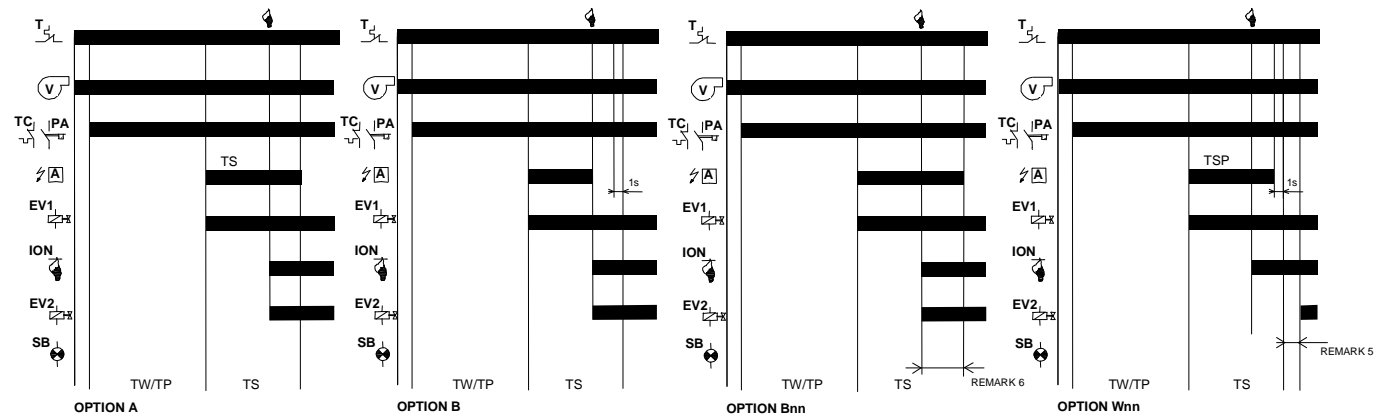 T
V
TC PA
A
TS
EV1
ION
EV2
SB
TW/TP TS
OPTION A
T
V
TC PA
A
1s
EV1
ION
EV2
SB
TW/TP TS
OPTION B
T
V
TC PA
A
EV1
ION
EV2
SB
REMARK 6
TW/TP TS
OPTION Bnn
T
V
TC PA
TSP
A
1s
EV1
ION
EV2
SB
REMARK 5
TW/TP TS
OPTION Wnn